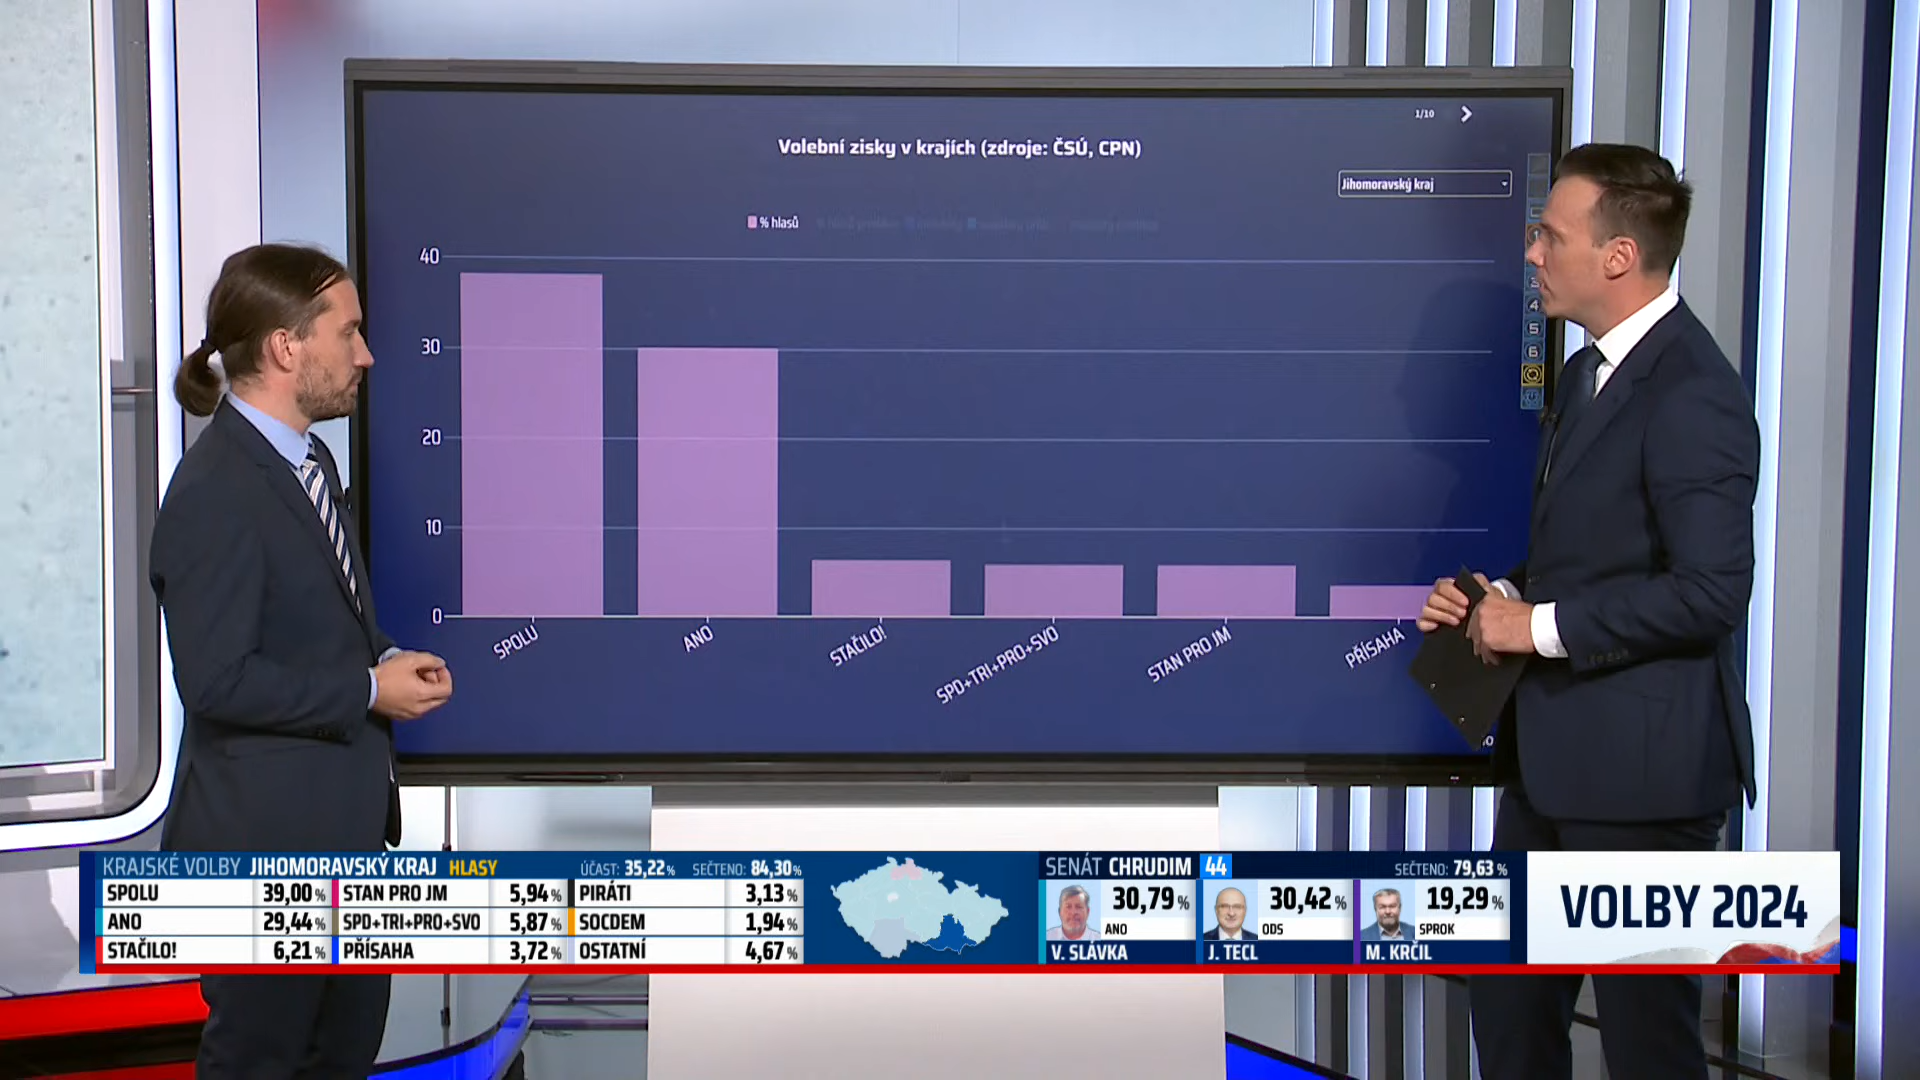 1/10
Volební zisky v krajích (zdroje: ČSÚ, CPN)
Jihomoravský kraj
% hlasů
40
30
20
10
0
SPOLU
ANO
STAČILO!
SPD+TRI+PRO+SVO
STAN PRO JM
PŘÍSAHA
3
4
5
6
KRAJSKÉ VOLBY JIHOMORAVSKÝ KRAJ HLASY ÚČAST: 35,22% SEČTENO: 84,30%
SPOLU 39,00% STAN PRO JM 5,94% PIRÁTI 3,13%
ANO 29,44% SPD+TRI+PRO+SVO 5,87% SOCDEM 1,94%
STAČILO! 6,21% PŘÍSAHA 3,72% OSTATNÍ 4,67%
SENÁT CHRUDIM 44 SEČTENO: 79,63%
30,79% ANO V. SLÁVKA
30,42% ODS J. TECL
19,29% SPROK M. KRČIL
VOLBY 2024